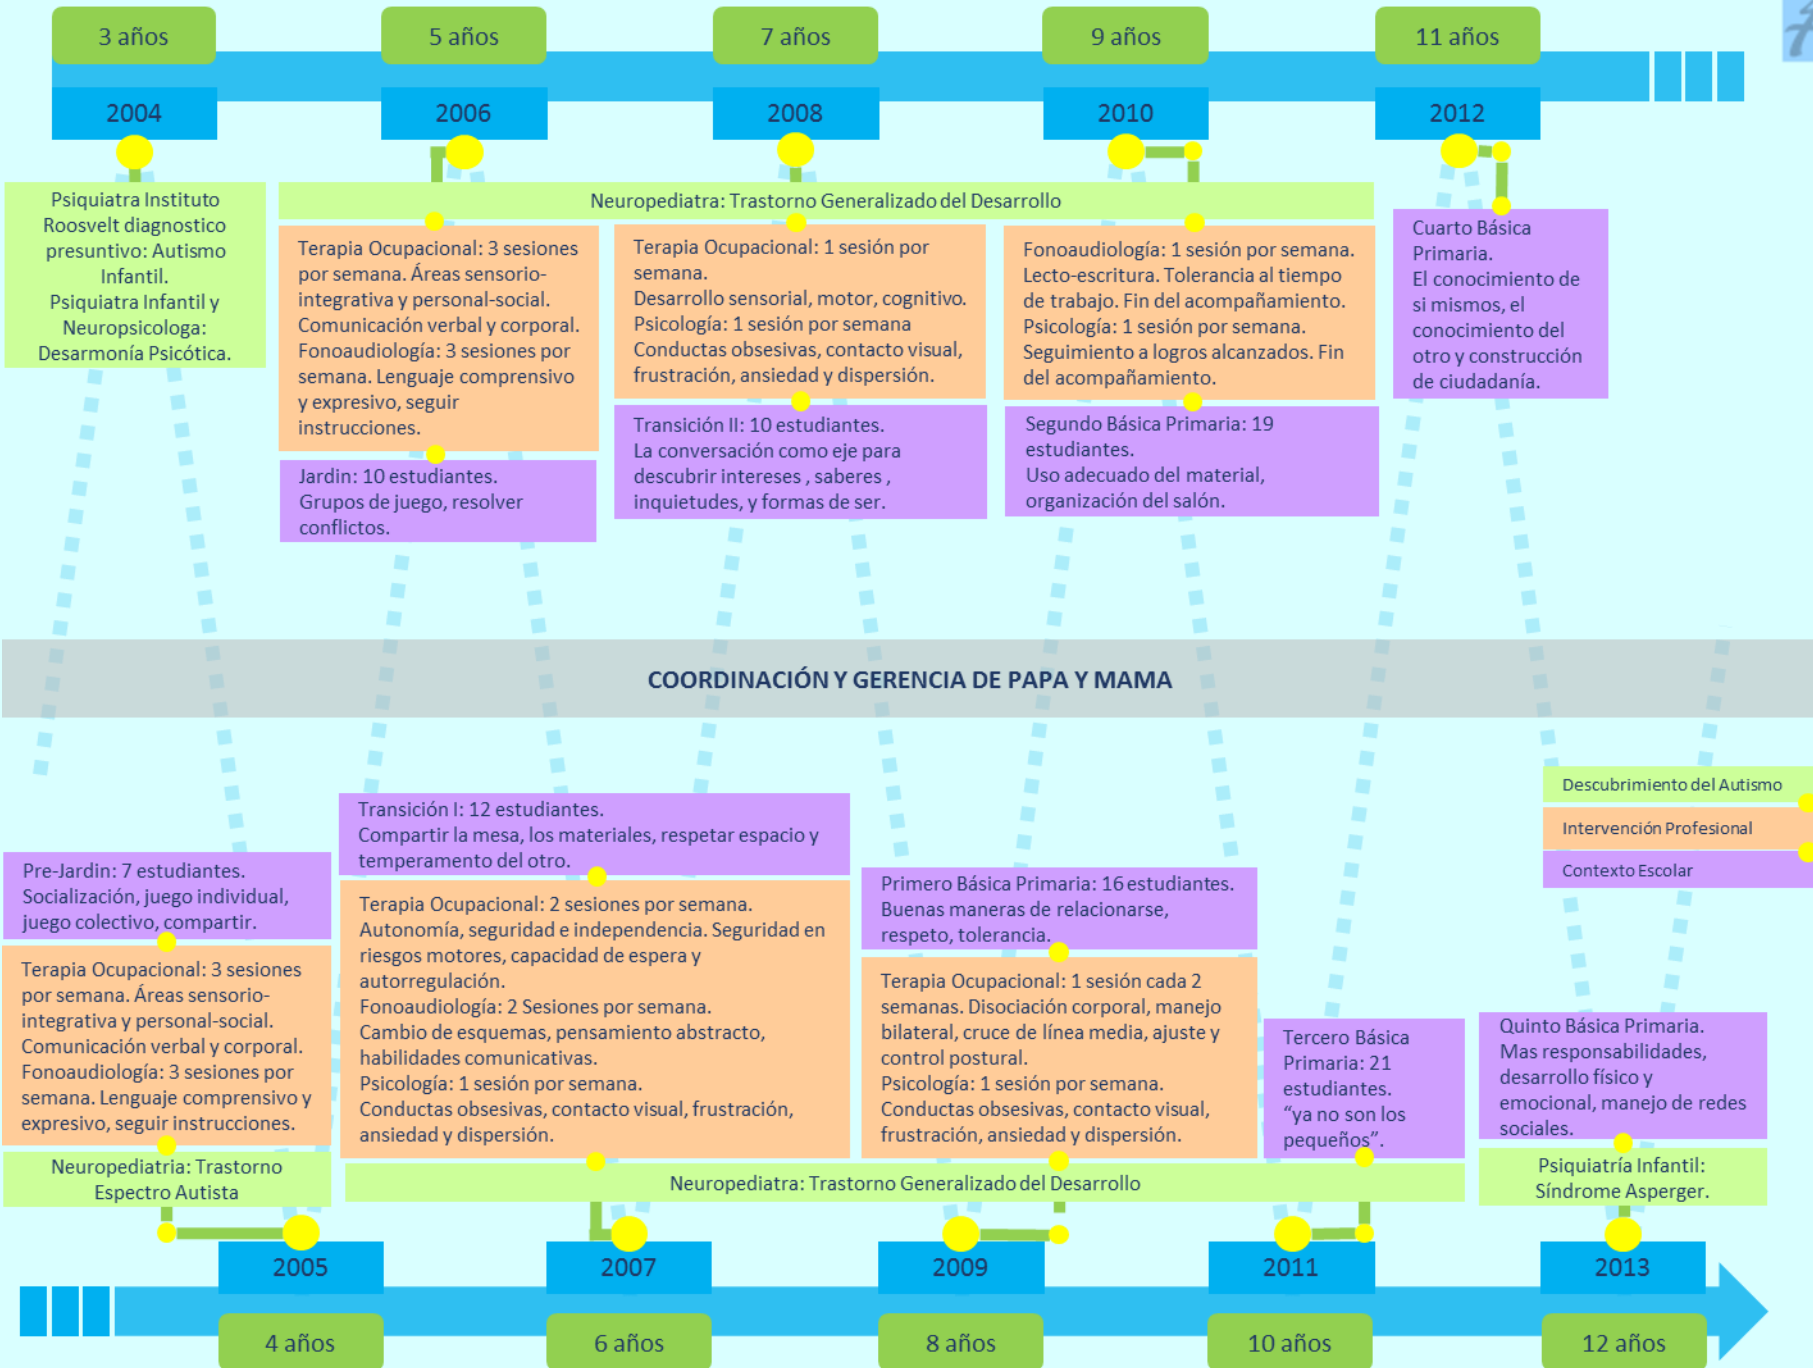 3 años
5 años
7 años
9 años
11 años
2004
2006
2008
2010
2012
Psiquiatra Instituto
Roosvelt diagnostico
presuntivo: Autismo
Infantil.
Psiquiatra Infantil y
Neuropsicologa:
Desarmonía Psicótica.
Neuropediatra: Trastorno Generalizado del Desarrollo
Terapia Ocupacional: 3 sesiones
por semana. Áreas sensorio-
integrativa y personal-social.
Comunicación verbal y corporal.
Fonoaudiología: 3 sesiones por
semana. Lenguaje comprensivo
y expresivo, seguir
instrucciones.
Jardin: 10 estudiantes.
Grupos de juego, resolver
conflictos.
Terapia Ocupacional: 1 sesión por
semana.
Desarrollo sensorial, motor, cognitivo.
Psicología: 1 sesión por semana
Conductas obsesivas, contacto visual,
frustración, ansiedad y dispersión.
Transición II: 10 estudiantes.
La conversación como eje para
descubrir intereses , saberes ,
inquietudes, y formas de ser.
Fonoaudiología: 1 sesión por semana.
Lecto-escritura. Tolerancia al tiempo
de trabajo. Fin del acompañamiento.
Psicología: 1 sesión por semana.
Seguimiento a logros alcanzados. Fin
del acompañamiento.
Segundo Básica Primaria: 19
estudiantes.
Uso adecuado del material,
organización del salón.
Cuarto Básica
Primaria.
El conocimiento de
si mismos, el
conocimiento del
otro y construcción
de ciudadanía.
COORDINACIÓN Y GERENCIA DE PAPA Y MAMA
Descubrimiento del Autismo
Intervención Profesional
Contexto Escolar
Pre-Jardin: 7 estudiantes.
Socialización, juego individual,
juego colectivo, compartir.
Terapia Ocupacional: 3 sesiones
por semana. Áreas sensorio-
integrativa y personal-social.
Comunicación verbal y corporal.
Fonoaudiología: 3 sesiones por
semana. Lenguaje comprensivo y
expresivo, seguir instrucciones.
Neuropediatria: Trastorno
Espectro Autista
Transición I: 12 estudiantes.
Compartir la mesa, los materiales, respetar espacio y
temperamento del otro.
Terapia Ocupacional: 2 sesiones por semana.
Autonomía, seguridad e independencia. Seguridad en
riesgos motores, capacidad de espera y
autorregulación.
Fonoaudiología: 2 Sesiones por semana.
Cambio de esquemas, pensamiento abstracto,
habilidades comunicativas.
Psicología: 1 sesión por semana.
Conductas obsesivas, contacto visual, frustración,
ansiedad y dispersión.
Primero Básica Primaria: 16 estudiantes.
Buenas maneras de relacionarse,
respeto, tolerancia.
Terapia Ocupacional: 1 sesión cada 2
semanas. Disociación corporal, manejo
bilateral, cruce de línea media, ajuste y
control postural.
Psicología: 1 sesión por semana.
Conductas obsesivas, contacto visual,
frustración, ansiedad y dispersión.
Tercero Básica
Primaria: 21
estudiantes.
“ya no son los
pequeños”.
Neuropediatra: Trastorno Generalizado del Desarrollo
Quinto Básica Primaria.
Mas responsabilidades,
desarrollo físico y
emocional, manejo de redes
sociales.
Psiquiatría Infantil:
Síndrome Asperger.
2005
2007
2009
2011
2013
4 años
6 años
8 años
10 años
12 años